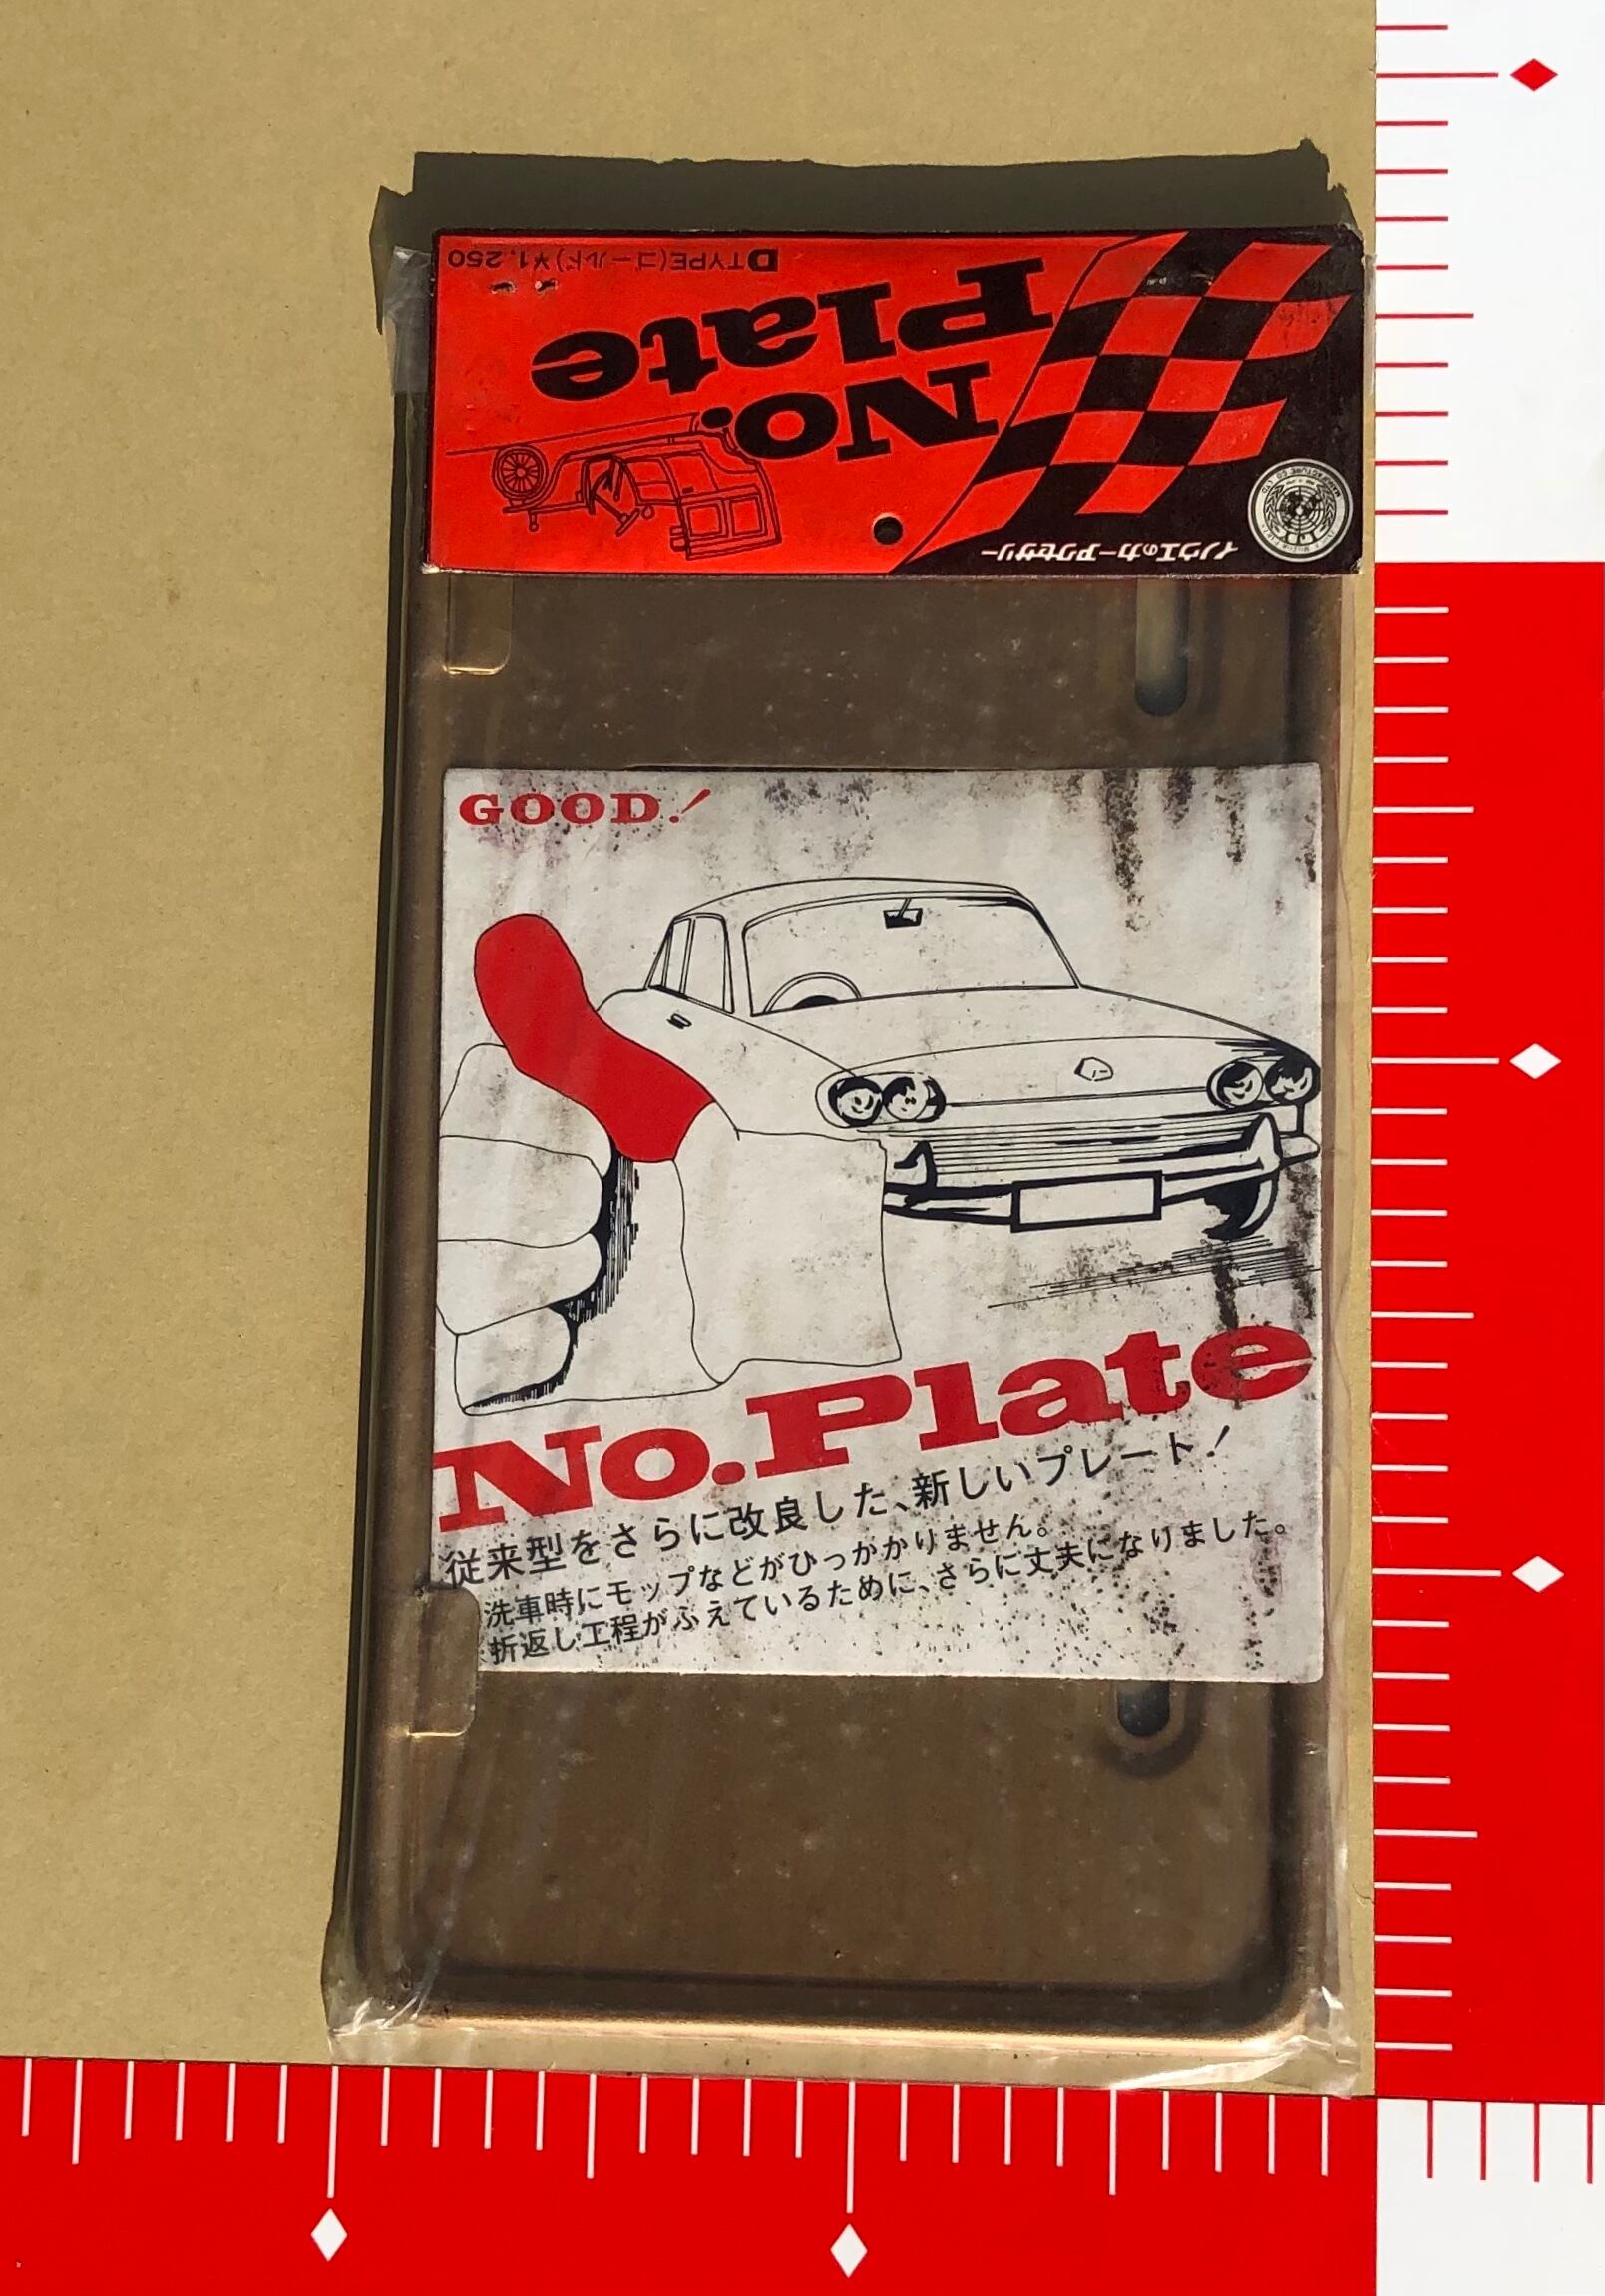 DTYPE(ゴールド)¥1,250
No.
Plate
イノウエのカーアクセサリー
GOOD!
No.Plate
従来型をさらに改良した、新しいプレート!
洗車時にモップなどがひっかかりません。
折返し工程がふえているために、さらに丈夫になりました。